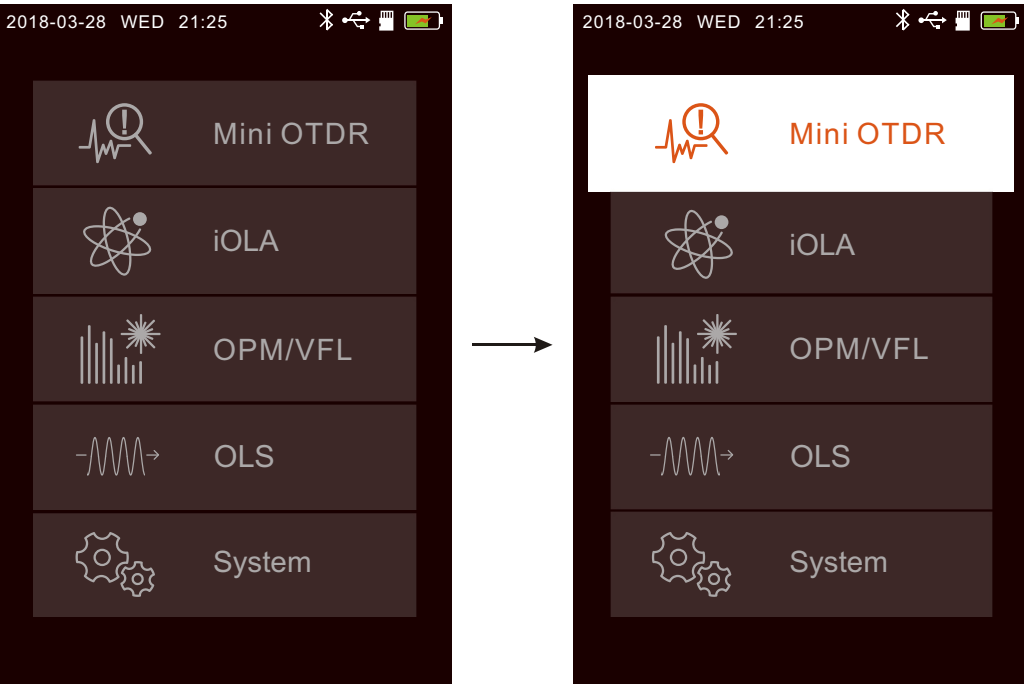 2018-03-28 WED 21:25
Mini OTDR
iOLA
OPM/VFL
OLS
System
2018-03-28 WED 21:25
Mini OTDR
iOLA
OPM/VFL
OLS
System